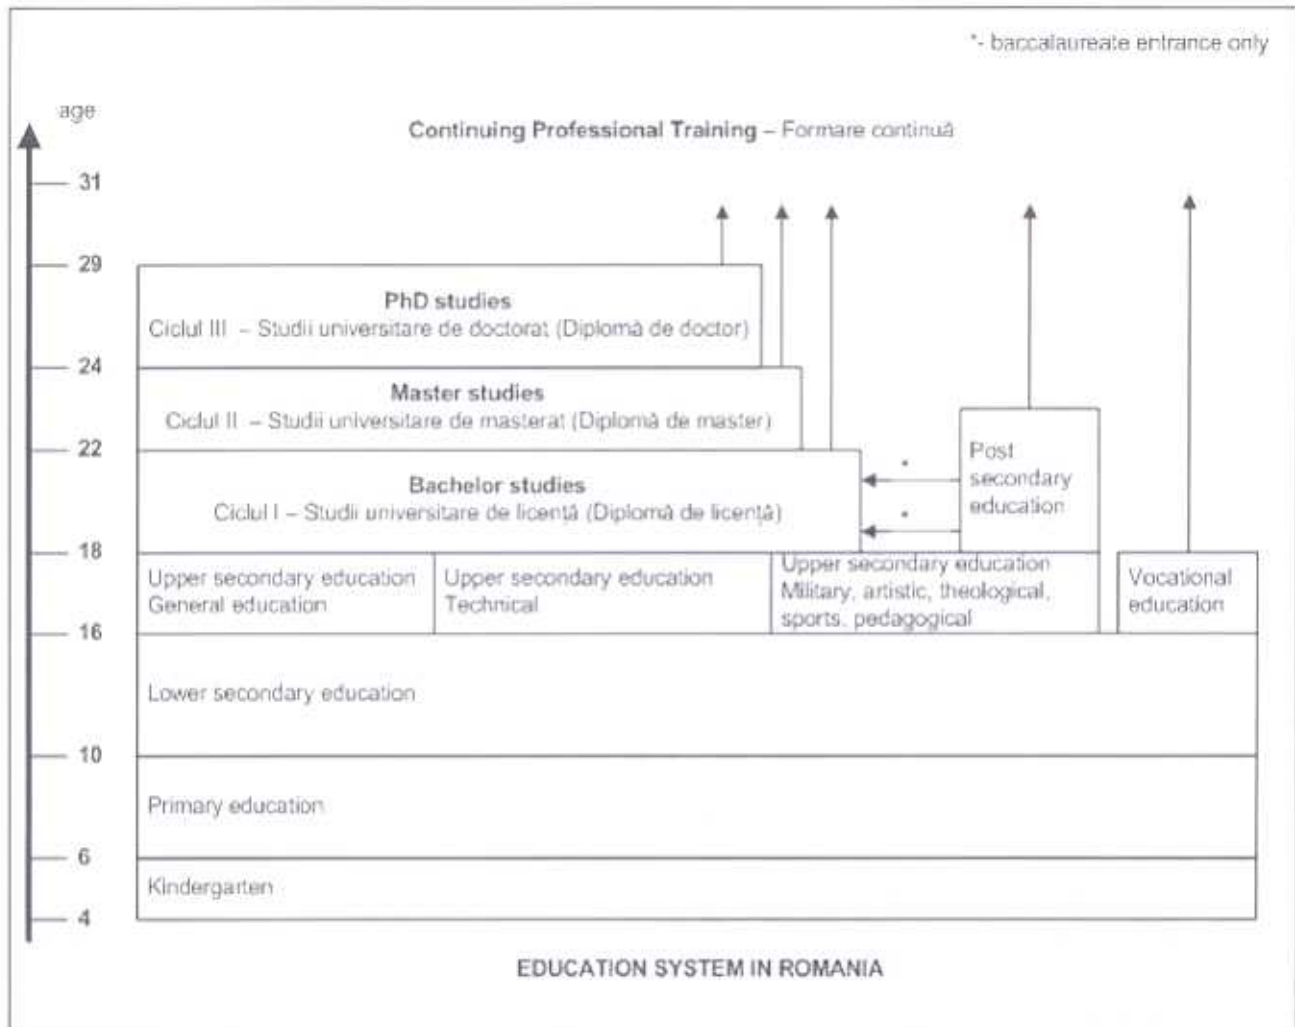 *- baccalaureate entrance only
age
Continuing Professional Training – Formare continuă
31
29
PhD studies
Ciclul III – Studii universitare de doctorat (Diplomă de doctor)
24
Master studies
Ciclul II – Studii universitare de masterat (Diplomă de master)
22
Bachelor studies
Ciclul I – Studii universitare de licență (Diplomă de licență)
*
*
Post
secondary
education
18
Upper secondary education
General education
Upper secondary education
Technical
Upper secondary education
Military, artistic, theological,
sports, pedagogical
Vocational
education
16
Lower secondary education
10
Primary education
6
Kindergarten
4
EDUCATION SYSTEM IN ROMANIA